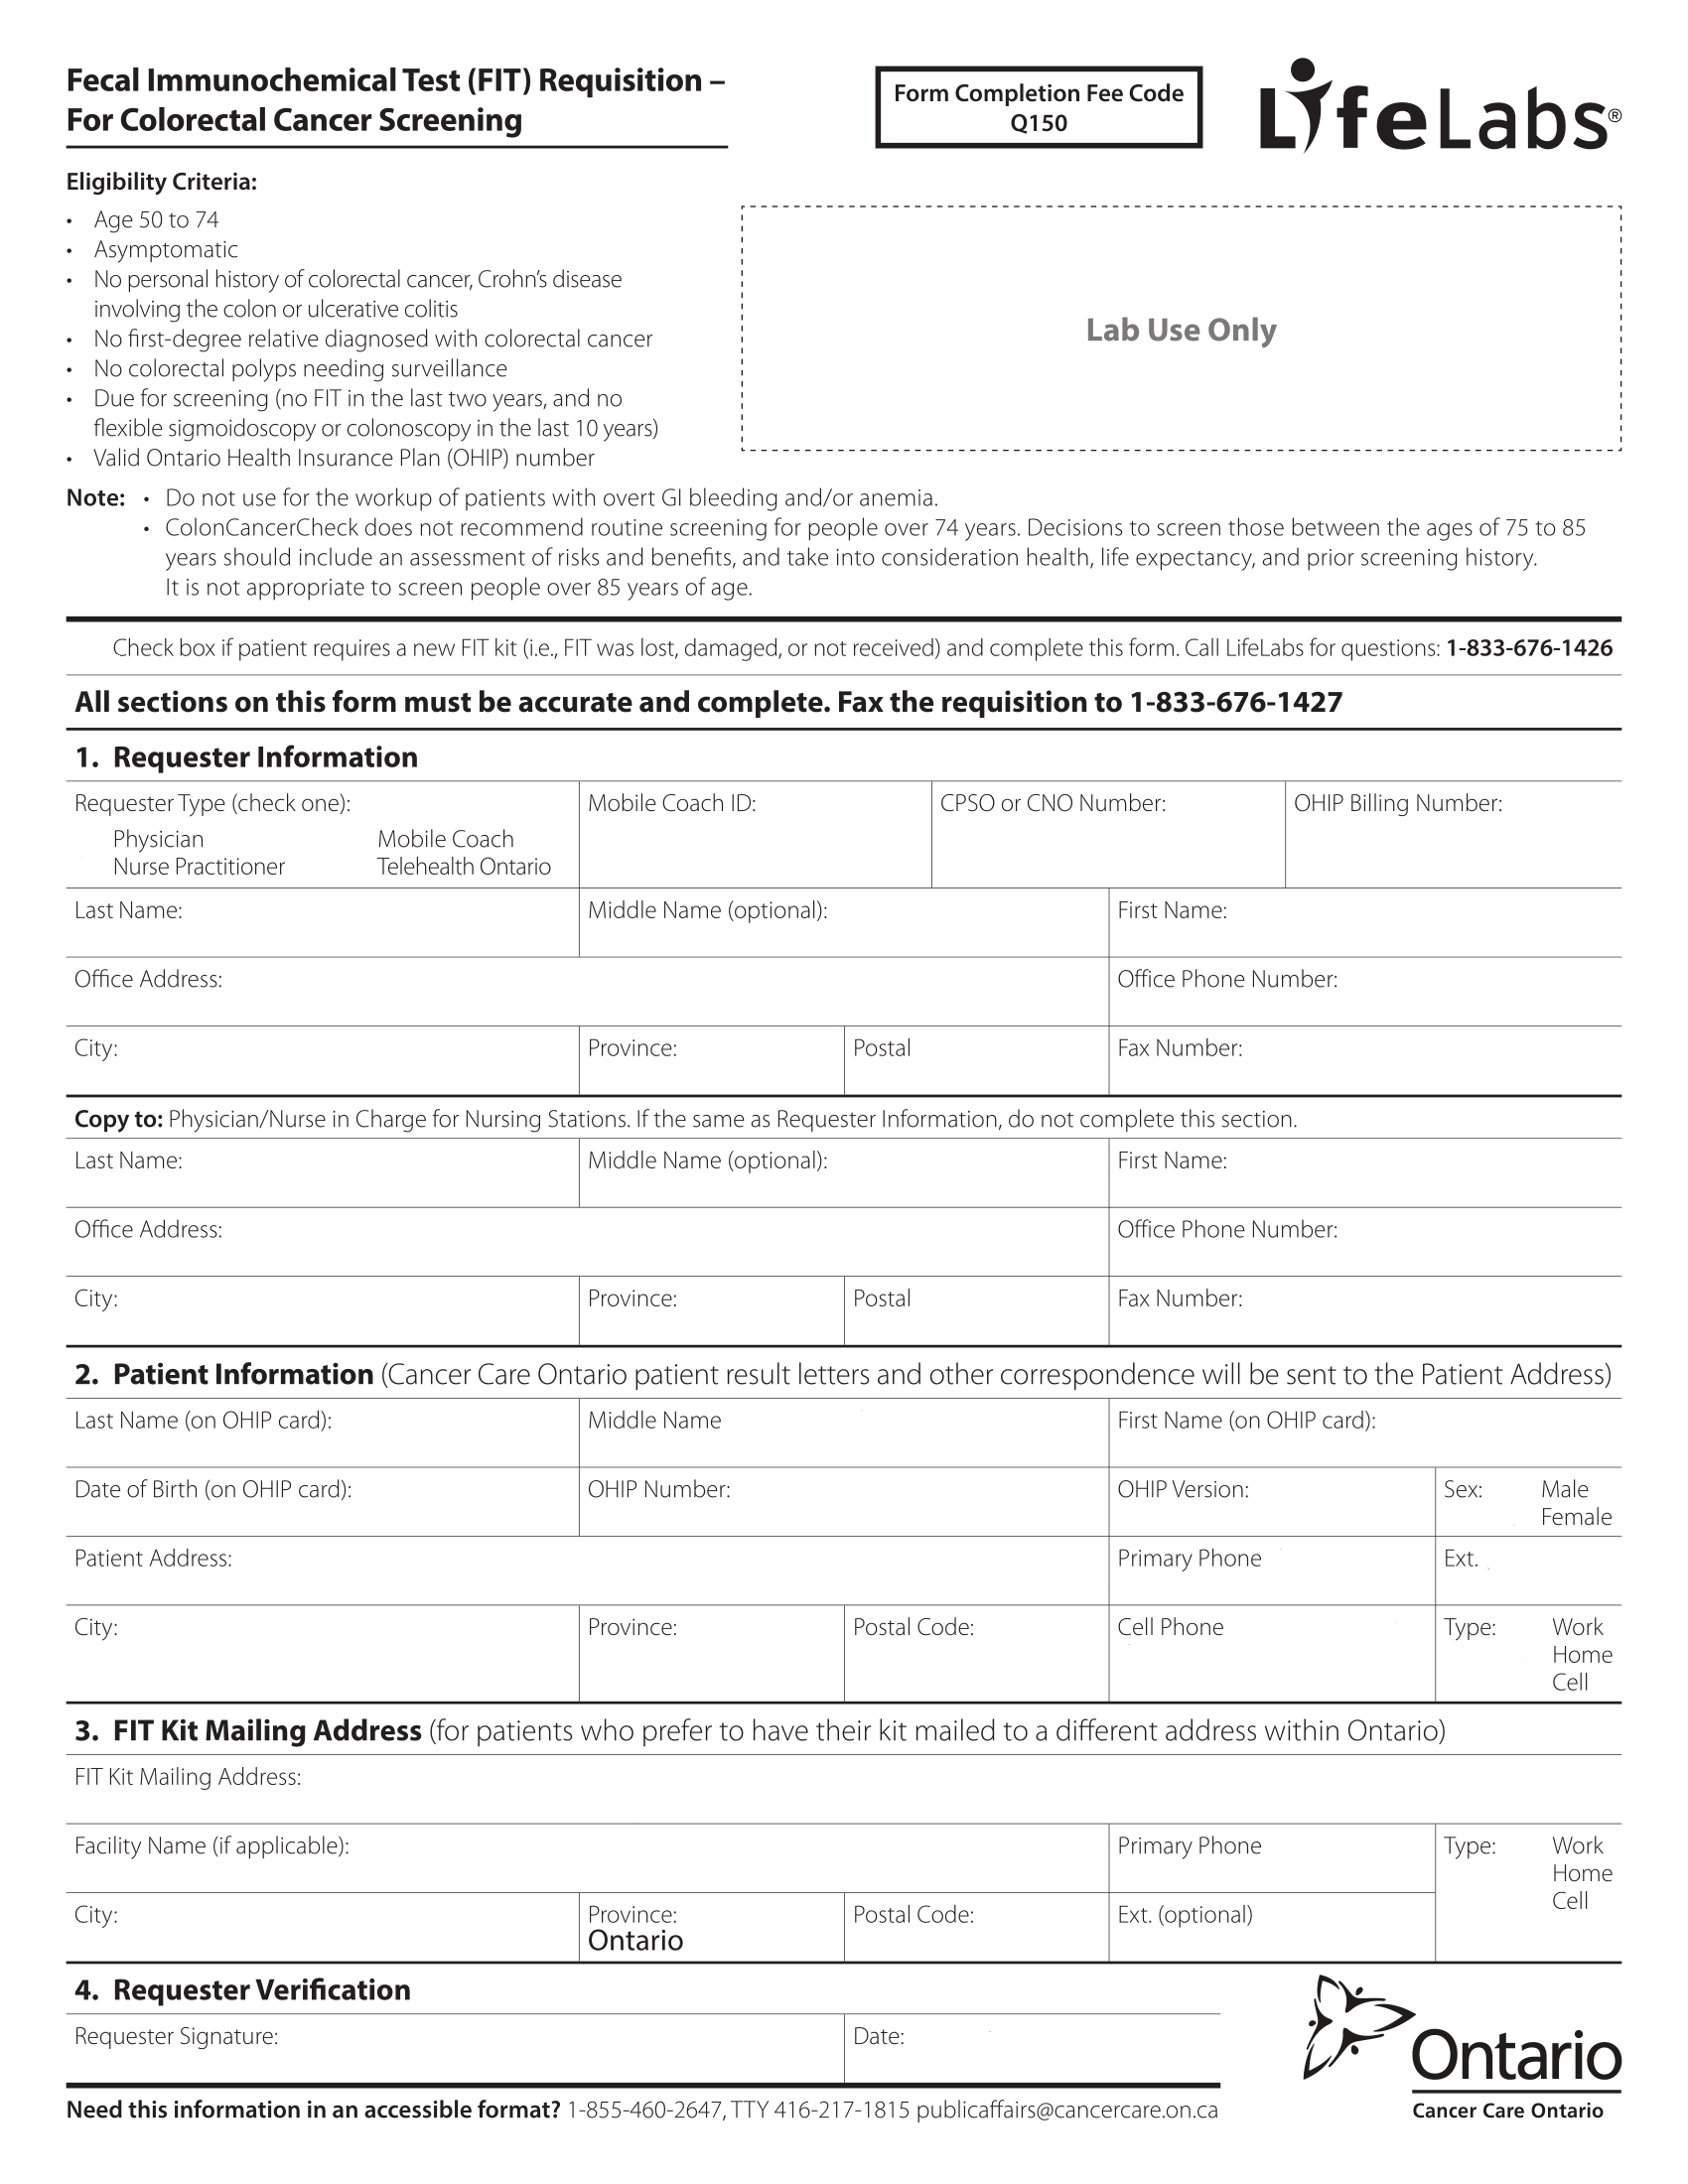 Fecal Immunochemical Test (FIT) Requisition –
For Colorectal Cancer Screening
Form Completion Fee Code
Q150
LifeLabs®
Eligibility Criteria:
• Age 50 to 74
• Asymptomatic
• No personal history of colorectal cancer, Crohn’s disease
involving the colon or ulcerative colitis
• No first-degree relative diagnosed with colorectal cancer
• No colorectal polyps needing surveillance
• Due for screening (no FIT in the last two years, and no
flexible sigmoidoscopy or colonoscopy in the last 10 years)
• Valid Ontario Health Insurance Plan (OHIP) number
Lab Use Only
Note: • Do not use for the workup of patients with overt GI bleeding and/or anemia.
• ColonCancerCheck does not recommend routine screening for people over 74 years. Decisions to screen those between the ages of 75 to 85
years should include an assessment of risks and benefits, and take into consideration health, life expectancy, and prior screening history.
It is not appropriate to screen people over 85 years of age.
Check box if patient requires a new FIT kit (i.e., FIT was lost, damaged, or not received) and complete this form. Call LifeLabs for questions: 1-833-676-1426
All sections on this form must be accurate and complete. Fax the requisition to 1-833-676-1427
1. Requester Information
Requester Type (check one):
Physician Mobile Coach
Nurse Practitioner Telehealth Ontario
Mobile Coach ID:
CPSO or CNO Number:
OHIP Billing Number:
Last Name: Middle Name (optional): First Name:
Office Address: Office Phone Number:
City: Province: Postal Fax Number:
Copy to: Physician/Nurse in Charge for Nursing Stations. If the same as Requester Information, do not complete this section.
Last Name: Middle Name (optional): First Name:
Office Address: Office Phone Number:
City: Province: Postal Fax Number:
2. Patient Information (Cancer Care Ontario patient result letters and other correspondence will be sent to the Patient Address)
Last Name (on OHIP card): Middle Name First Name (on OHIP card):
Date of Birth (on OHIP card): OHIP Number: OHIP Version: Sex: Male
Female
Patient Address: Primary Phone Ext.
City: Province: Postal Code: Cell Phone Type: Work
Home
Cell
3. FIT Kit Mailing Address (for patients who prefer to have their kit mailed to a different address within Ontario)
FIT Kit Mailing Address:
Facility Name (if applicable): Primary Phone Type: Work
Home
Cell
City: Province: Postal Code: Ext. (optional)
Ontario
4. Requester Verification
Requester Signature: Date:
Ontario
Cancer Care Ontario
Need this information in an accessible format? 1-855-460-2647, TTY 416-217-1815 publicaffairs@cancercare.on.ca